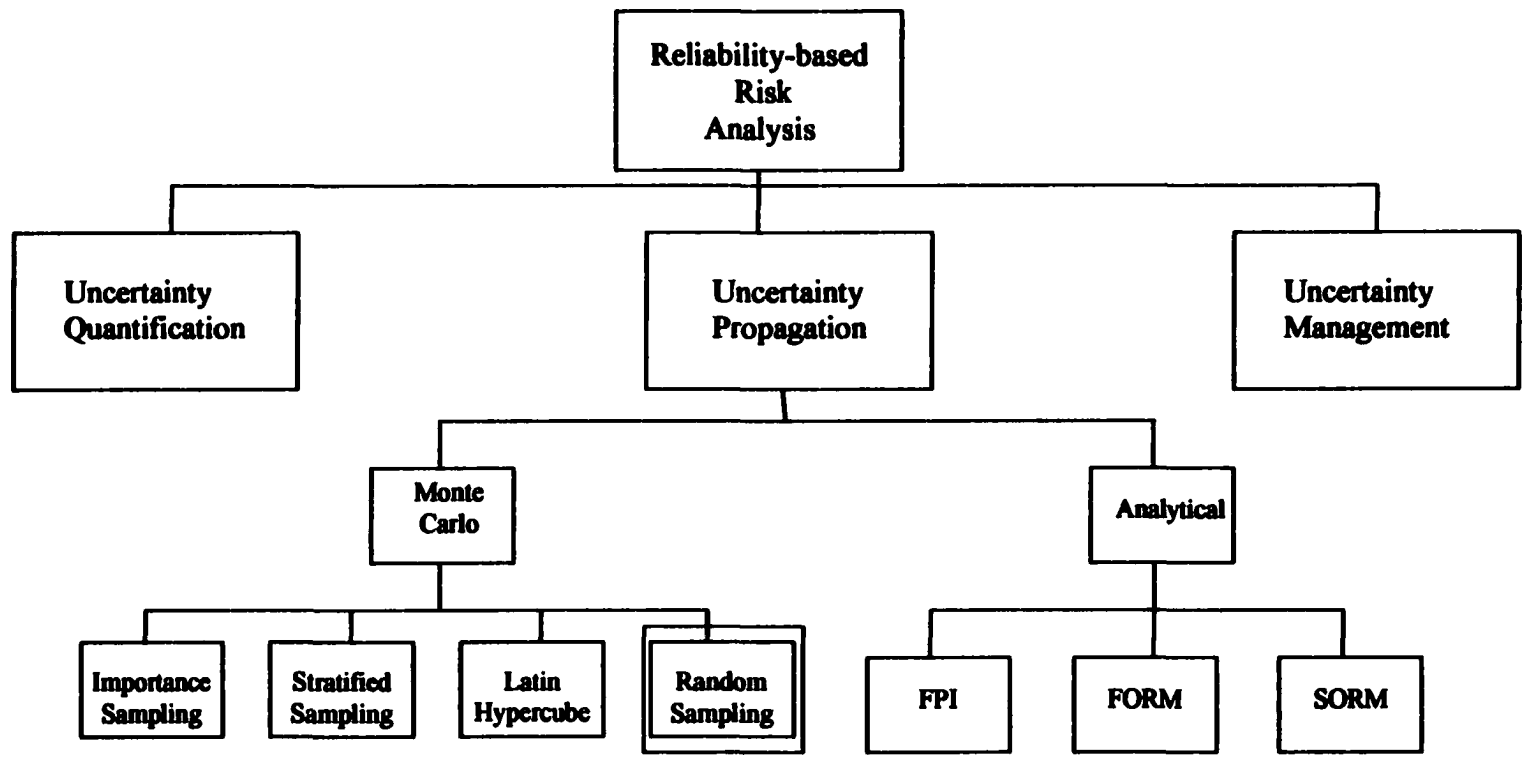 Reliability-based
Risk
Analysis
Uncertainty
Quantification
Uncertainty
Propagation
Uncertainty
Management
Monte
Carlo
Analytical
Importance
Sampling
Stratified
Sampling
Latin
Hypercube
Random
Sampling
FPI
FORM
SORM